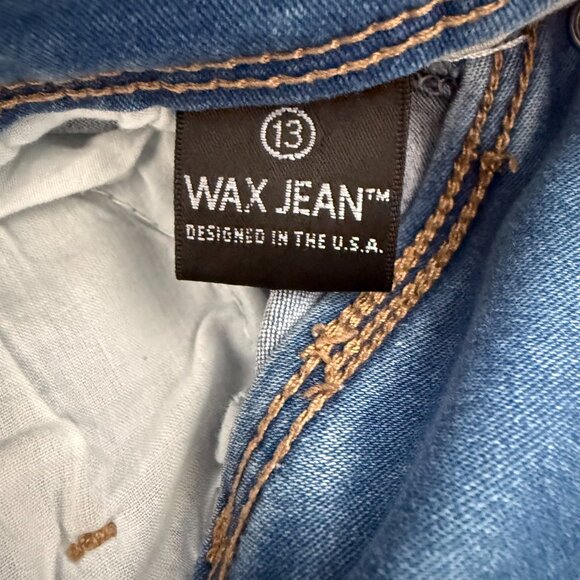 13
WAX JEAN™
DESIGNED IN THE U.S.A.